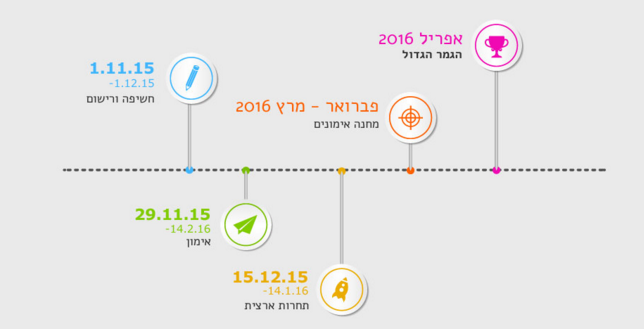 1.11.15
-1.12.15
חשיפה ורישום
29.11.15
-14.2.16
אימון
15.12.15
-14.1.16
תחרות ארצית
פברואר - מרץ 2016
מחנה אימונים
אפריל 2016
הגמר הגדול